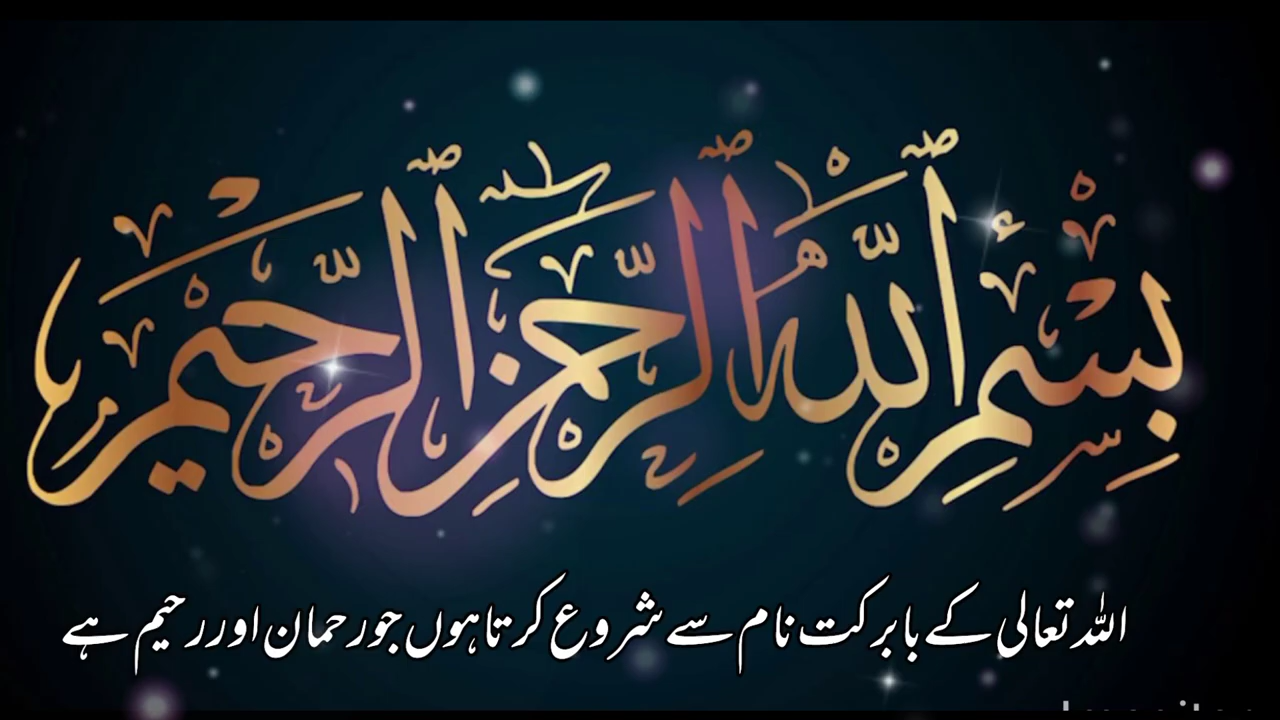 بِسْمِ اللّٰهِ الرَّحْمٰنِ الرَّحِيْمِ
اللہ تعالی کے بابرکت نام سے شروع کرتا ہوں جو رحمان اور رحیم ہے